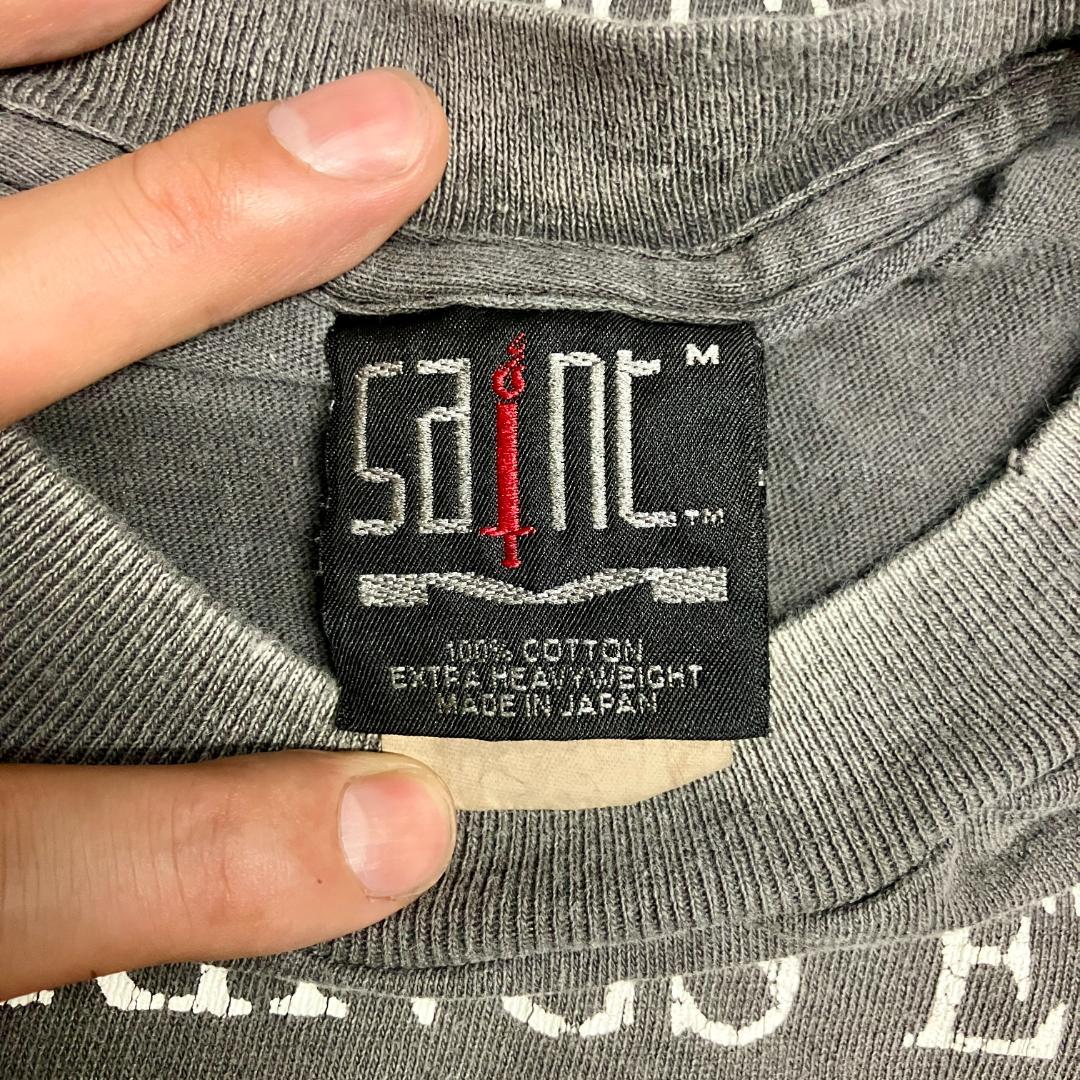 saint M
TM
100% COTTON
EXTRA HEAVYWEIGHT
MADE IN JAPAN